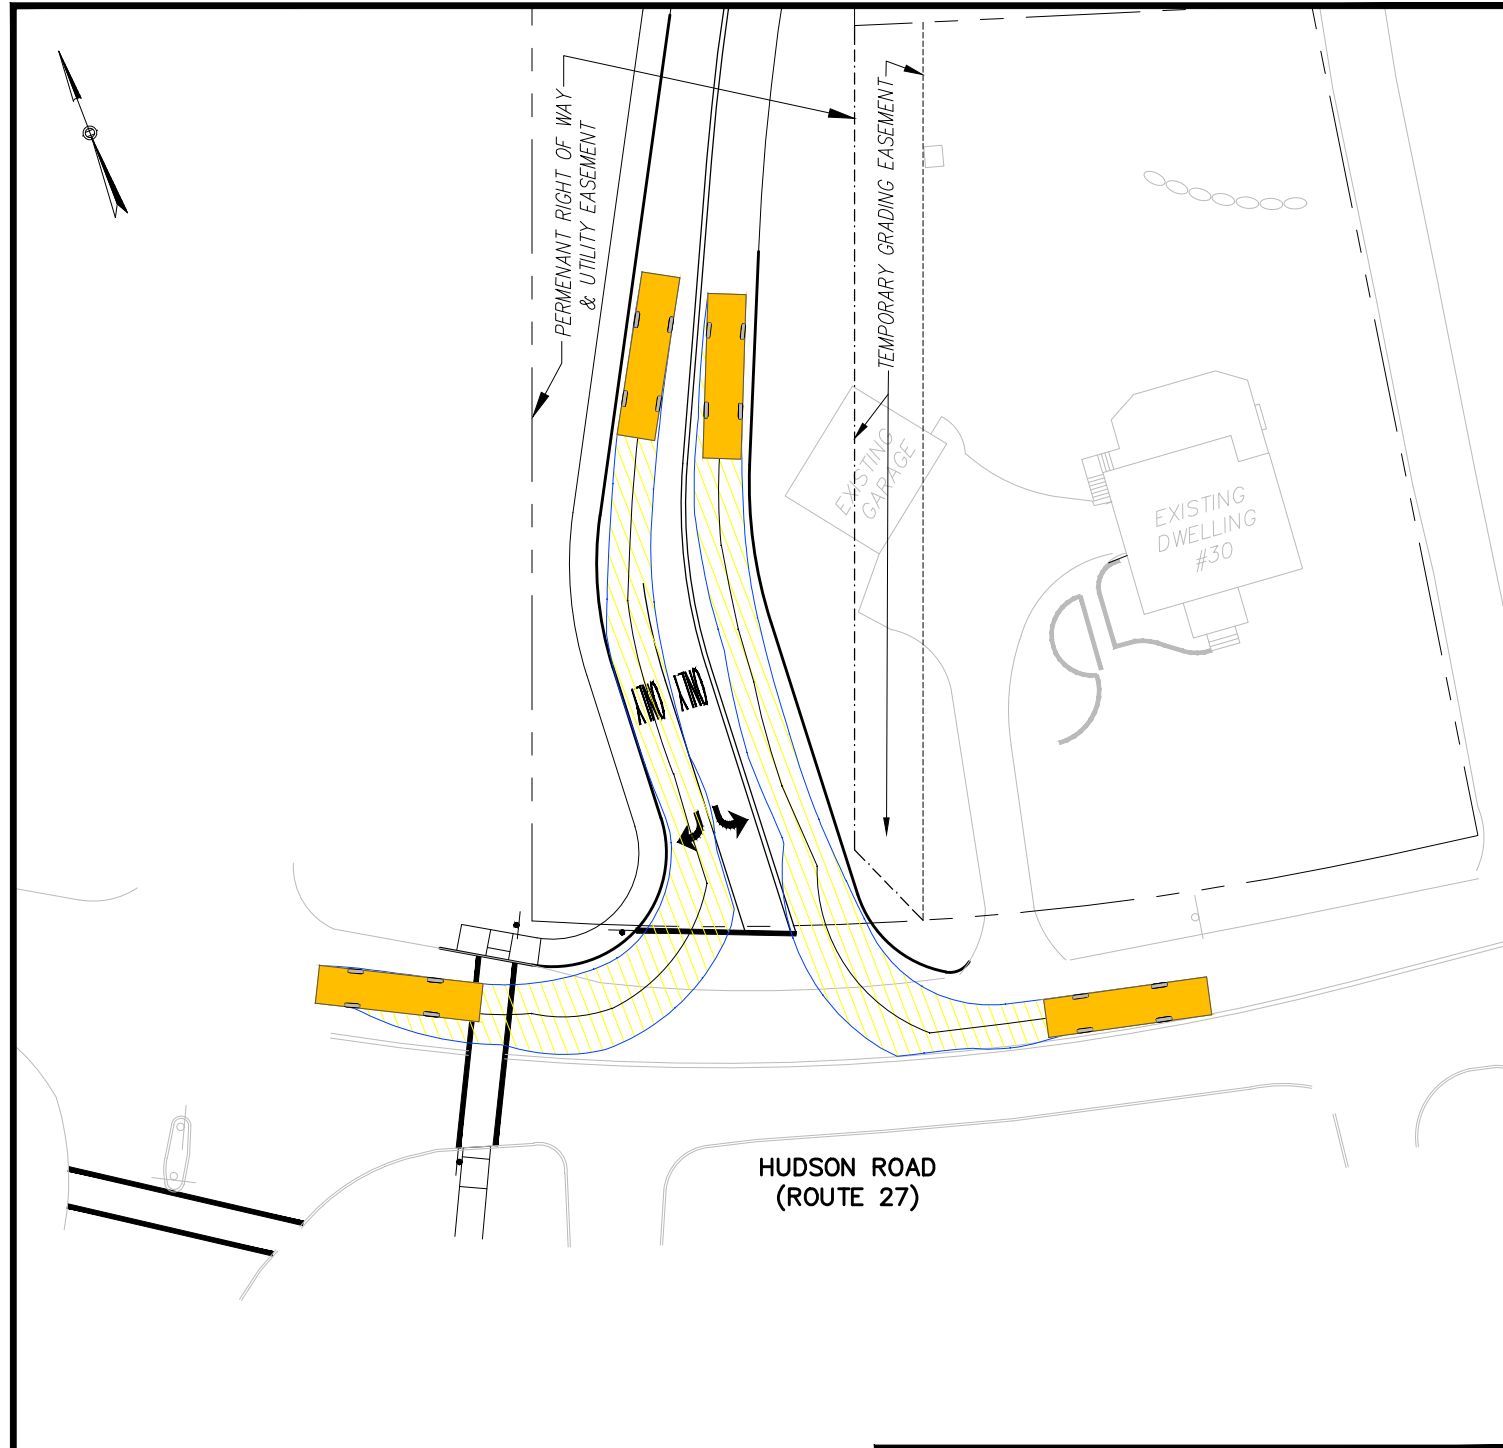 PERMENANT RIGHT OF WAY
& UTILITY EASEMENT
TEMPORARY GRADING EASEMENT
EXISTING
GARAGE
EXISTING
DWELLING
#30
ONLY
ONLY
HUDSON ROAD
(ROUTE 27)